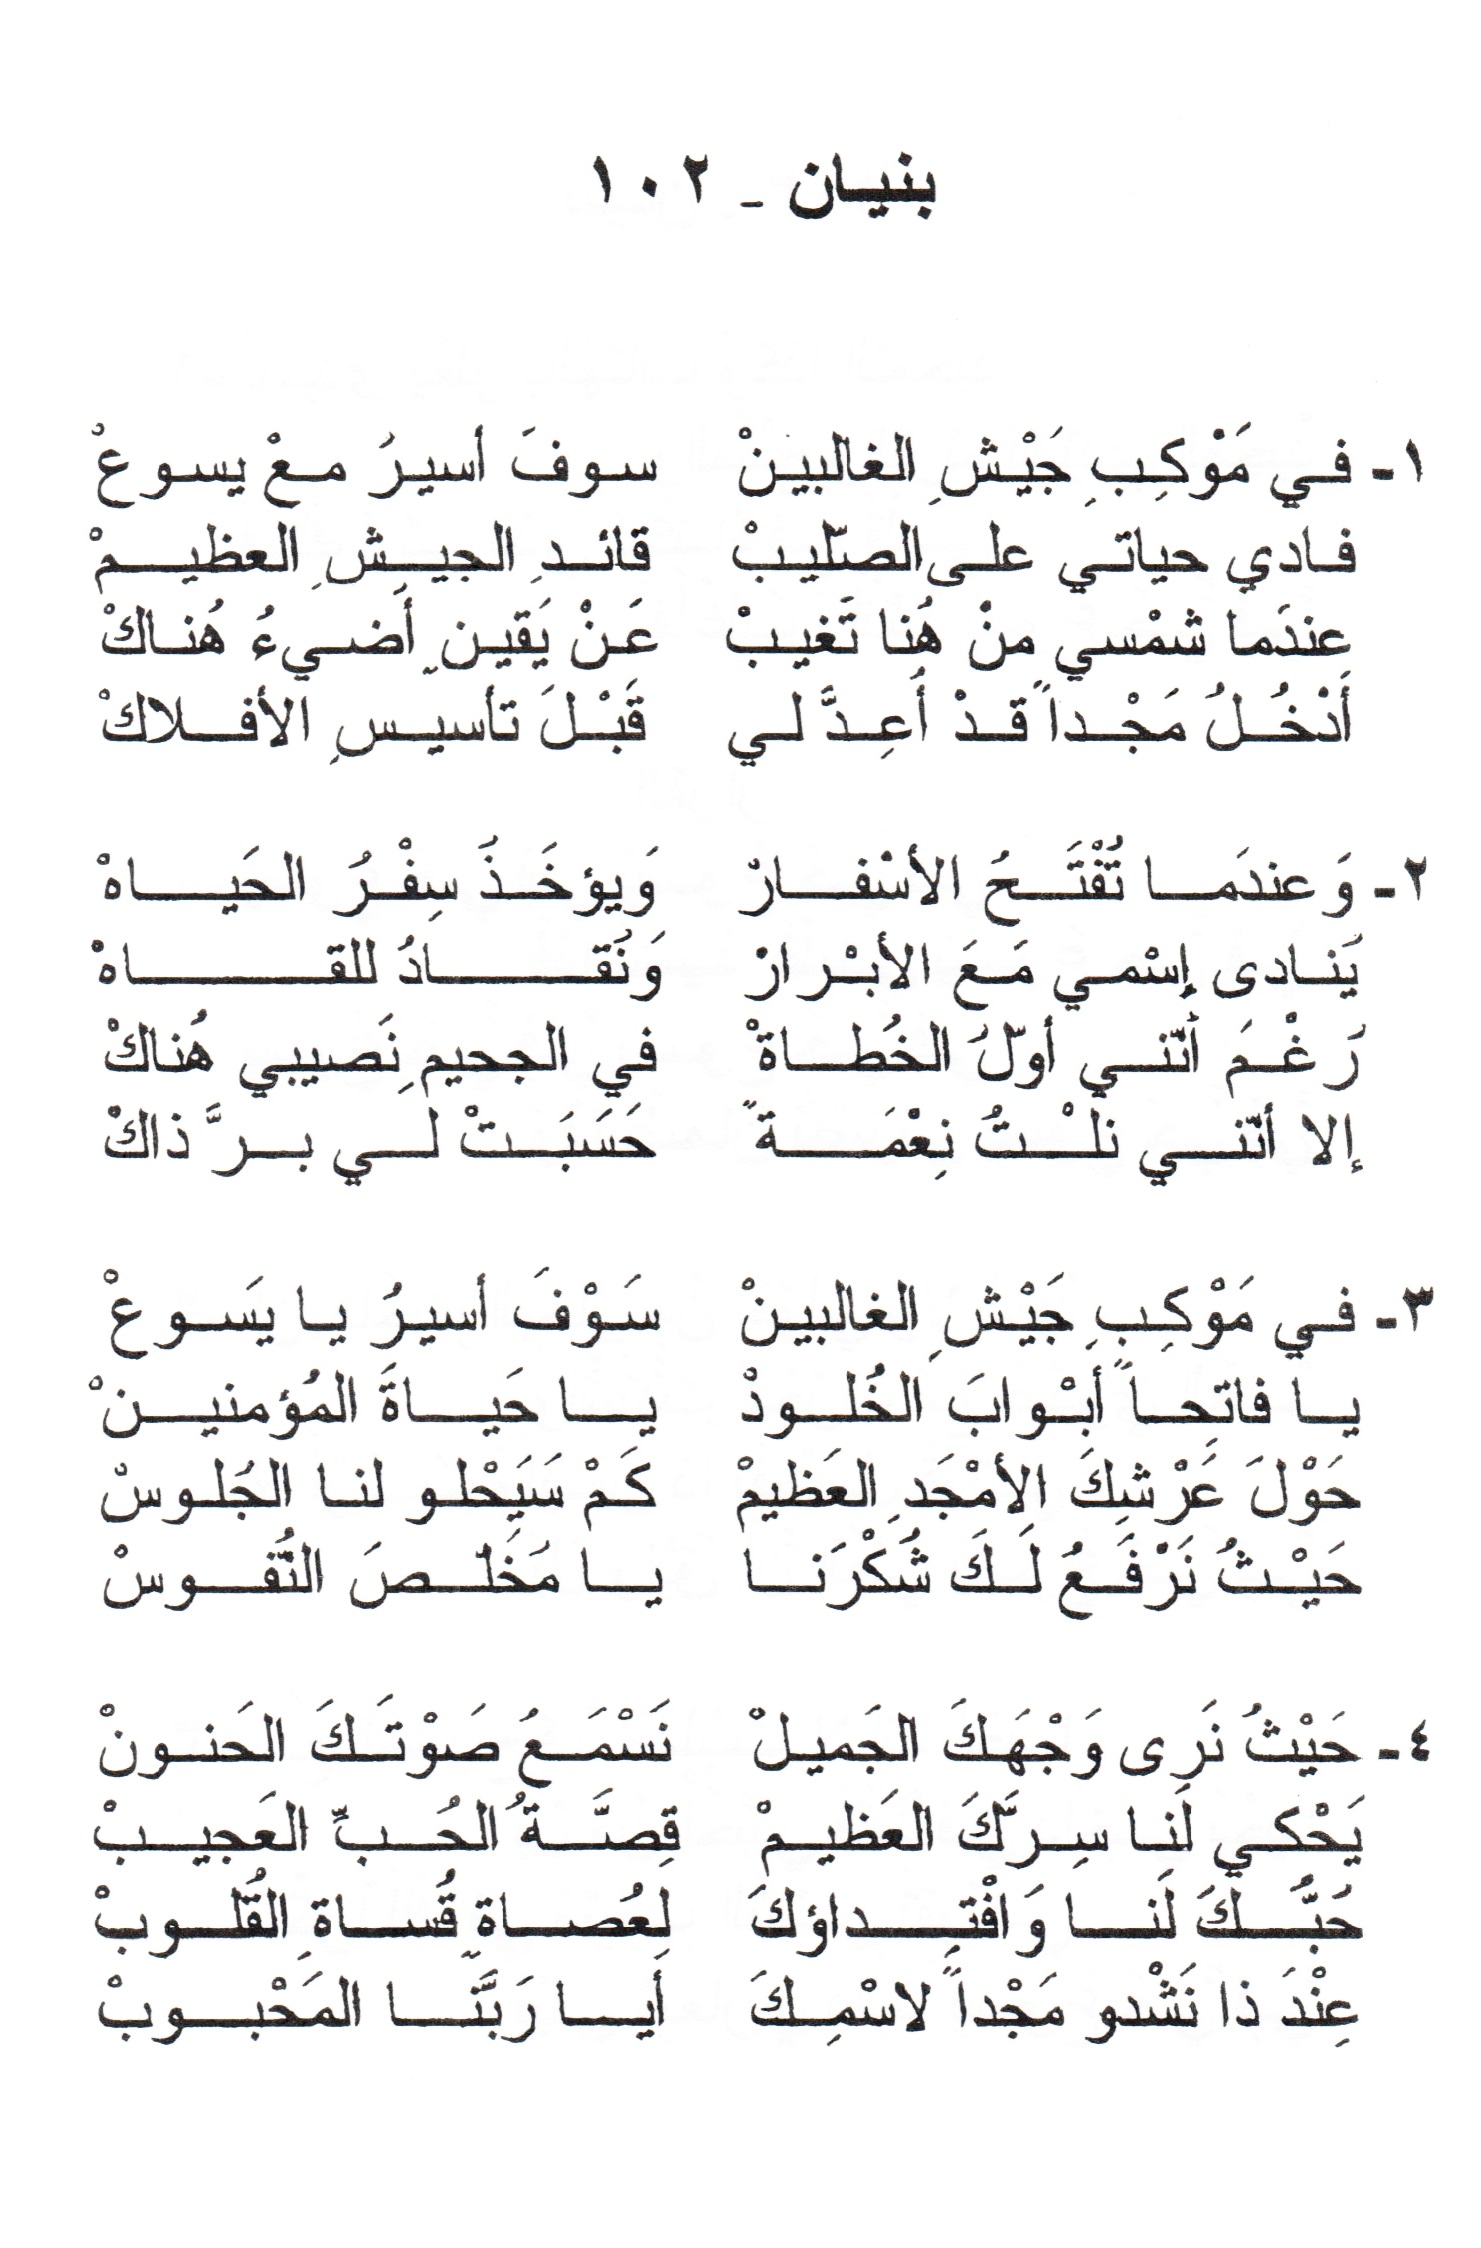 بنيان - ١٠٢
١- في مَوْكِبِ جَيْشِ الغالبينْ سوفَ أسيرُ معْ يسوعْ
فادي حياتي على الصّليبْ قائدِ الجيشِ العظيمْ
عندَما شمْسي منْ هُنا تَغيبْ عَنْ يَقينٍ أُضيءُ هُناكْ
أَدْخُلُ مَجْداً قدْ أُعِدَّ لي قَبْلَ تأسيسِ الأفلاكْ
٢- وَعندَما تُفْتَحُ الأسْفارْ وَيؤخَذُ سِفْرُ الحَياهْ
يَنادى إسْمي مَعَ الأبْرارْ وَنُقادُ للقاهْ
رَغْمَ أنّني أوّلُ الخُطاةْ في الجحيمِ نَصيبي هُناكْ
إلا أنّني نلْتُ نِعْمَةً حَسَبَتْ لي برَّ ذاكْ
٣- في مَوْكِبِ جَيْشِ الغالبينْ سَوْفَ أسيرُ يا يسَوعْ
يا فاتحاً أبْوابَ الخُلودْ يا حَياةَ المُؤمنينْ
حَوْلَ عَرْشِكَ الأمْجَدِ العَظيمْ كَمْ سَيَحْلو لنا الجُلوسْ
حَيْثُ نَرْفَعُ لَكَ شُكْرَنا يا مُخَلّصَ النُّفوسْ
٤- حَيْثُ نَرى وَجْهَكَ الجَميلْ نَسْمَعُ صَوْتَكَ الحَنونْ
يَحْكي لَنا سِرَّكَ العَظيمْ قِصَّةُ الحُبِّ العَجيبْ
حُبُّكَ لَنا وَافْتِداؤكَ لِعُصاةٍ قُساةِ القُلوبْ
عِنْدَ ذا نَشْدو مَجْداً لاسْمِكَ أيا رَبَّنا المَحْبوبْ